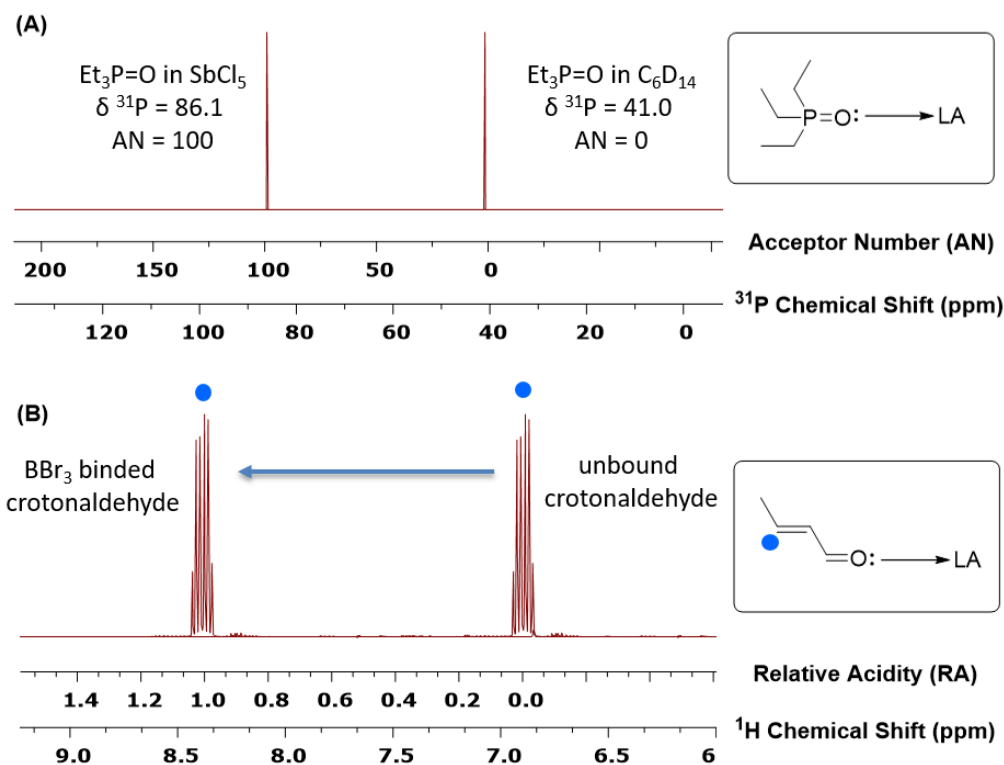 (A)
Et₃P=O in SbCl₅
δ ³¹P = 86.1
AN = 100
Et₃P=O in C₆D₁₄
δ ³¹P = 41.0
AN = 0
P=O: LA
200 150 100 50 0
Acceptor Number (AN)
120 100 80 60 40 20 0
³¹P Chemical Shift (ppm)
(B)
BBr₃ binded
crotonaldehyde
unbound
crotonaldehyde
O: LA
1.4 1.2 1.0 0.8 0.6 0.4 0.2 0.0
Relative Acidity (RA)
9.0 8.5 8.0 7.5 7.0 6.5 6
¹H Chemical Shift (ppm)